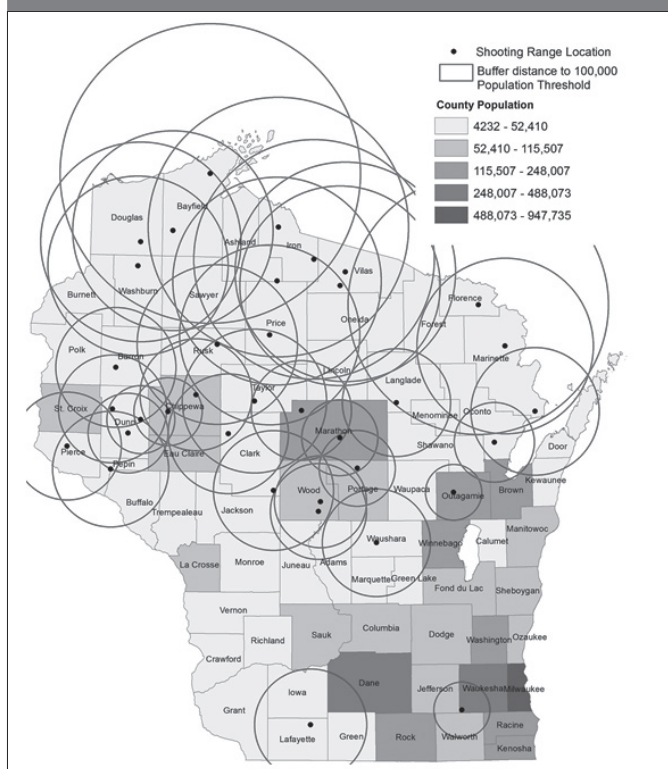 Shooting Range Location
Buffer distance to 100,000
Population Threshold
County Population
4232 - 52,410
52,410 - 115,507
115,507 - 248,007
248,007 - 488,073
488,073 - 947,735
Douglas
Bayfield
Ashland
Iron
Vilas
Burnett
Washburn
Sawyer
Oneida
Florence
Forest
Price
Polk
Barron
Rusk
Marinette
Lincoln
Langlade
Taylor
Oconto
Menominee
St. Croix
Dunn
Chippewa
Marathon
Shawano
Door
Pierce
Pepin
Eau Claire
Clark
Kewaunee
Buffalo
Wood
Portage
Waupaca
Outagamie
Brown
Trempealeau
Jackson
Waushara
Winnebago
Calumet
Manitowoc
La Crosse
Monroe
Juneau
Adams
Marquette
Green Lake
Fond du Lac
Sheboygan
Vernon
Richland
Sauk
Columbia
Dodge
Washington
Ozaukee
Crawford
Iowa
Dane
Jefferson
Waukesha
Milwaukee
Grant
Lafayette
Green
Rock
Walworth
Racine
Kenosha